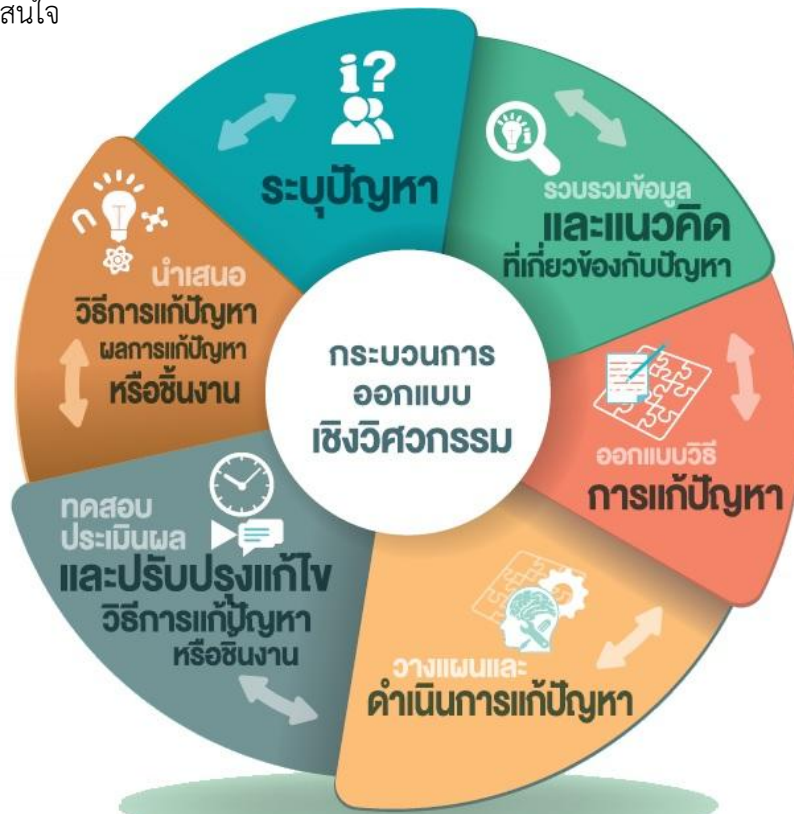 สนใจ
i?
ระบุปัญหา
รวบรวมข้อมูล
และแนวคิด
ที่เกี่ยวข้องกับปัญหา
ออกแบบวิธี
การแก้ปัญหา
วางแผนและ
ดำเนินการแก้ปัญหา
ทดสอบ
ประเมินผล
และปรับปรุงแก้ไข
วิธีการแก้ปัญหา
หรือชิ้นงาน
นำเสนอ
วิธีการแก้ปัญหา
ผลการแก้ปัญหา
หรือชิ้นงาน
กระบวนการ
ออกแบบ
เชิงวิศวกรรม